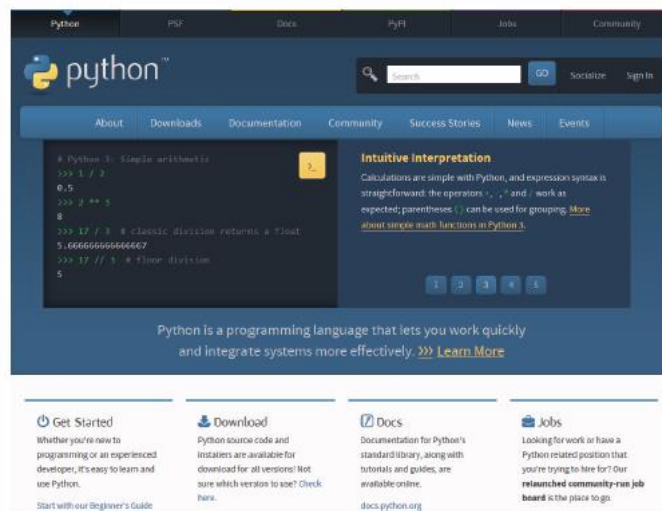 Python
PSF
Docs
PyPI
Jobs
Community
python™
Search
GO
Socialize
Sign In
About
Downloads
Documentation
Community
Success Stories
News
Events
# Python 3: Simple arithmetic
>>> 1 / 2
0.5
>>> 2 ** 3
8
>>> 17 / 3 # classic division returns a float
5.666666666666667
>>> 17 // 3 # floor division
5
>_
Intuitive Interpretation
Calculations are simple with Python, and expression syntax is
straightforward: the operators +, -, * and / work as
expected; parentheses () can be used for grouping. More
about simple math functions in Python 3.
1
2
3
4
5
Python is a programming language that lets you work quickly
and integrate systems more effectively. >>> Learn More
Get Started
Whether you're new to
programming or an experienced
developer, it's easy to learn and
use Python.
Start with our Beginner's Guide
Download
Python source code and
installers are available for
download for all versions! Not
sure which version to use? Check
here.
Docs
Documentation for Python's
standard library, along with
tutorials and guides, are
available online.
docs.python.org
Jobs
Looking for work or have a
Python related position that
you're trying to hire for? Our
relaunched community-run job
board is the place to go.